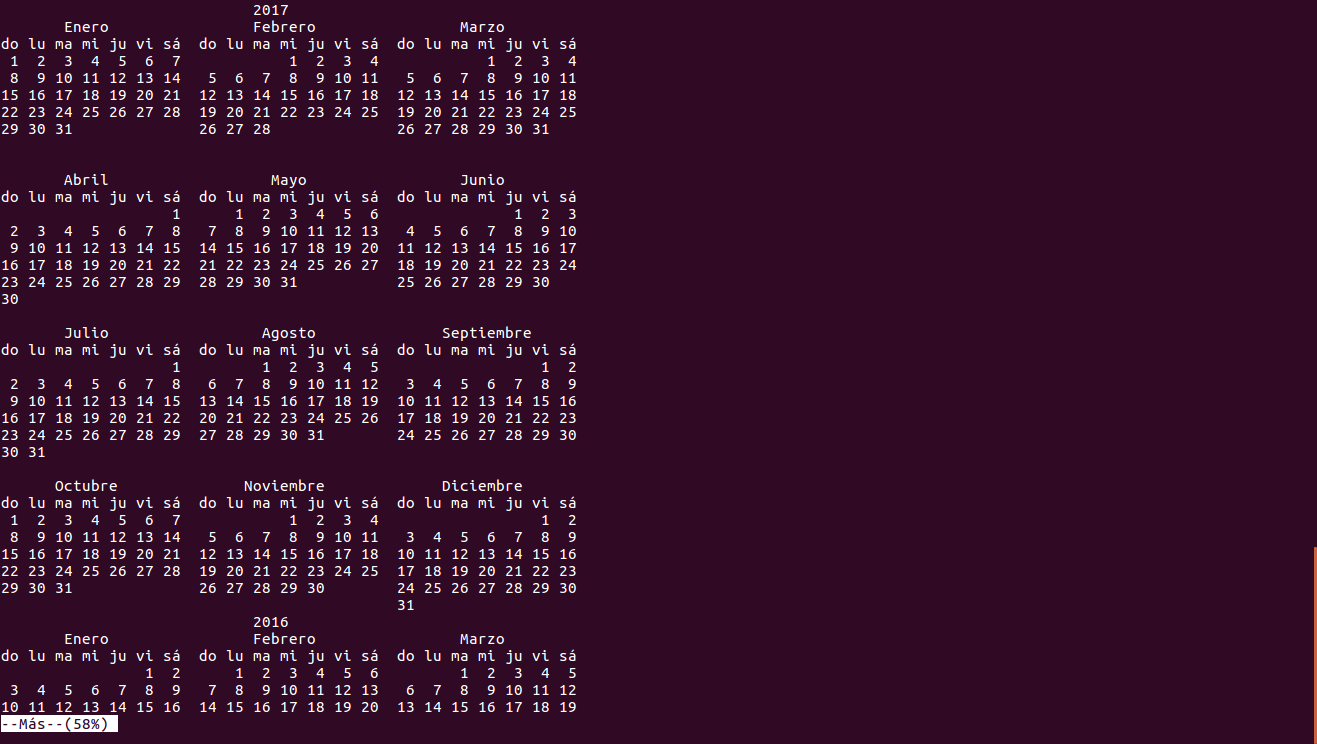 2017
       Enero                Febrero                Marzo
do lu ma mi ju vi sá  do lu ma mi ju vi sá  do lu ma mi ju vi sá
 1  2  3  4  5  6  7            1  2  3  4            1  2  3  4
 8  9 10 11 12 13 14   5  6  7  8  9 10 11   5  6  7  8  9 10 11
15 16 17 18 19 20 21  12 13 14 15 16 17 18  12 13 14 15 16 17 18
22 23 24 25 26 27 28  19 20 21 22 23 24 25  19 20 21 22 23 24 25
29 30 31              26 27 28              26 27 28 29 30 31

       Abril                  Mayo                 Junio
do lu ma mi ju vi sá  do lu ma mi ju vi sá  do lu ma mi ju vi sá
                   1      1  2  3  4  5  6               1  2  3
 2  3  4  5  6  7  8   7  8  9 10 11 12 13   4  5  6  7  8  9 10
 9 10 11 12 13 14 15  14 15 16 17 18 19 20  11 12 13 14 15 16 17
16 17 18 19 20 21 22  21 22 23 24 25 26 27  18 19 20 21 22 23 24
23 24 25 26 27 28 29  28 29 30 31           25 26 27 28 29 30
30

       Julio                 Agosto              Septiembre
do lu ma mi ju vi sá  do lu ma mi ju vi sá  do lu ma mi ju vi sá
                   1         1  2  3  4  5                  1  2
 2  3  4  5  6  7  8   6  7  8  9 10 11 12   3  4  5  6  7  8  9
 9 10 11 12 13 14 15  13 14 15 16 17 18 19  10 11 12 13 14 15 16
16 17 18 19 20 21 22  20 21 22 23 24 25 26  17 18 19 20 21 22 23
23 24 25 26 27 28 29  27 28 29 30 31        24 25 26 27 28 29 30
30 31

      Octubre              Noviembre             Diciembre
do lu ma mi ju vi sá  do lu ma mi ju vi sá  do lu ma mi ju vi sá
 1  2  3  4  5  6  7            1  2  3  4                  1  2
 8  9 10 11 12 13 14   5  6  7  8  9 10 11   3  4  5  6  7  8  9
15 16 17 18 19 20 21  12 13 14 15 16 17 18  10 11 12 13 14 15 16
22 23 24 25 26 27 28  19 20 21 22 23 24 25  17 18 19 20 21 22 23
29 30 31              26 27 28 29 30        24 25 26 27 28 29 30
                                            31
                            2016
       Enero                Febrero                Marzo
do lu ma mi ju vi sá  do lu ma mi ju vi sá  do lu ma mi ju vi sá
                1  2      1  2  3  4  5  6         1  2  3  4  5
 3  4  5  6  7  8  9   7  8  9 10 11 12 13   6  7  8  9 10 11 12
10 11 12 13 14 15 16  14 15 16 17 18 19 20  13 14 15 16 17 18 19
--Más--(58%)